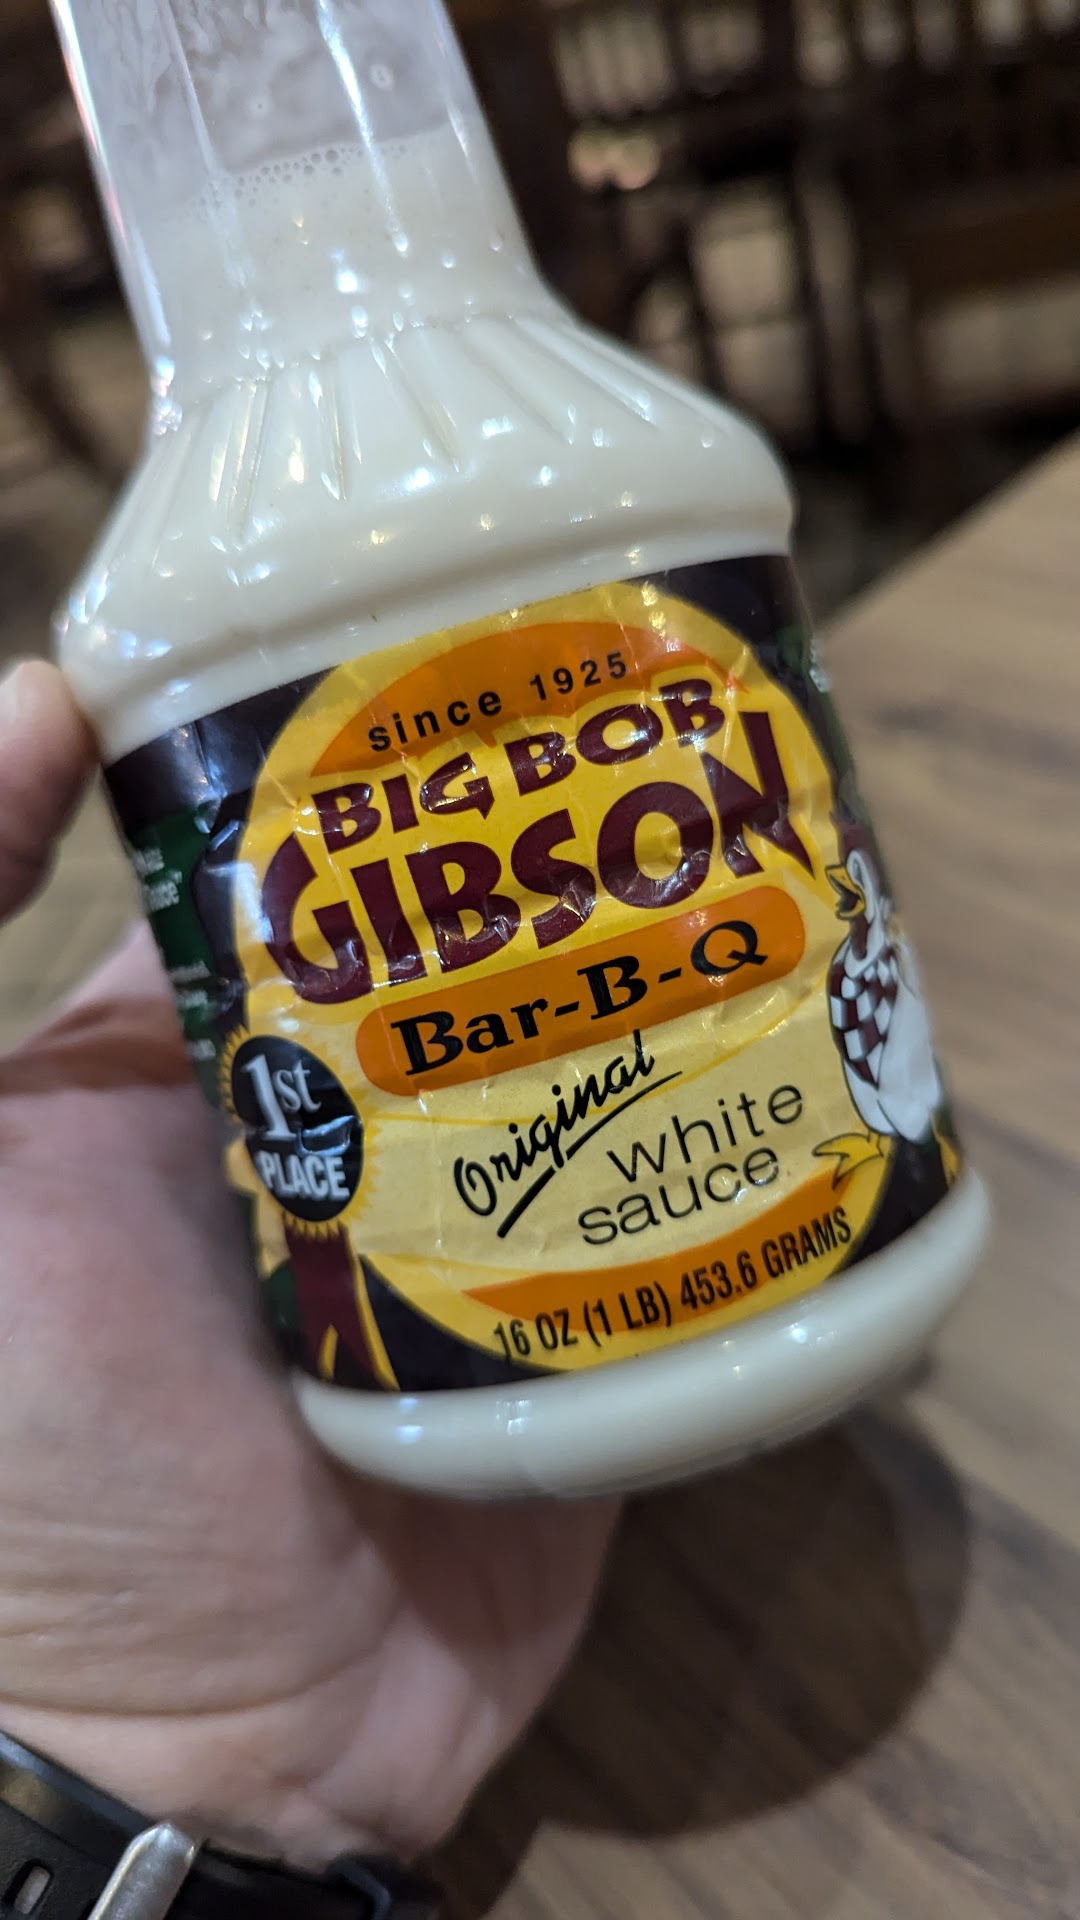 since 1925
BIG BOB
GIBSON
Bar-B-Q
Original
white
sauce
1st
PLACE
16 OZ (1 LB) 453.6 GRAMS